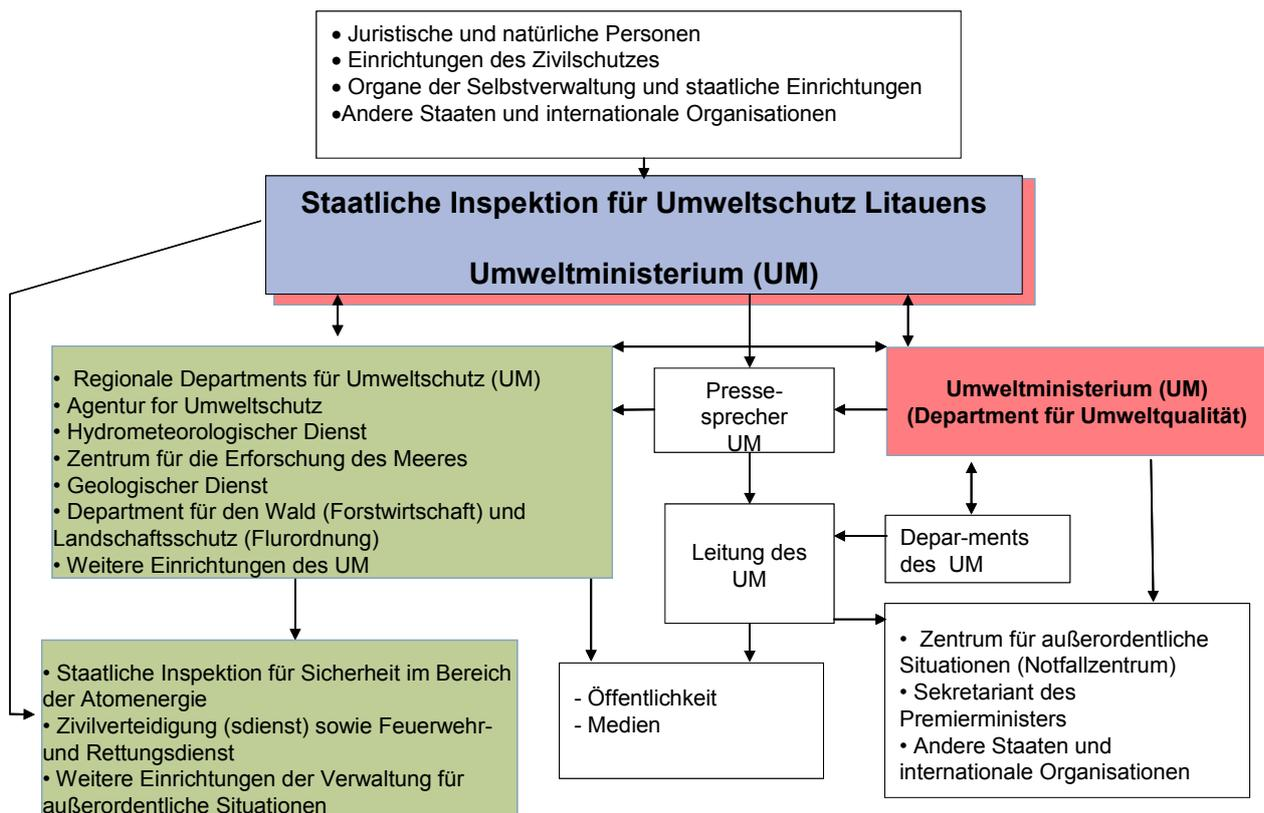 • Juristische und natürliche Personen
• Einrichtungen des Zivilschutzes
• Organe der Selbstverwaltung und staatliche Einrichtungen
•Andere Staaten und internationale Organisationen
Staatliche Inspektion für Umweltschutz Litauens
Umweltministerium (UM)
• Regionale Departments für Umweltschutz (UM)
• Agentur for Umweltschutz
• Hydrometeorologischer Dienst
• Zentrum für die Erforschung des Meeres
• Geologischer Dienst
• Department für den Wald (Forstwirtschaft) und
Landschaftsschutz (Flurordnung)
• Weitere Einrichtungen des UM
Presse-
sprecher
UM
Umweltministerium (UM)
(Department für Umweltqualität)
Leitung des
UM
Depar-ments
des UM
• Staatliche Inspektion für Sicherheit im Bereich
der Atomenergie
• Zivilverteidigung (sdienst) sowie Feuerwehr-
und Rettungsdienst
• Weitere Einrichtungen der Verwaltung für
außerordentliche Situationen
- Öffentlichkeit
- Medien
• Zentrum für außerordentliche
Situationen (Notfallzentrum)
• Sekretariant des
Premierministers
• Andere Staaten und
internationale Organisationen